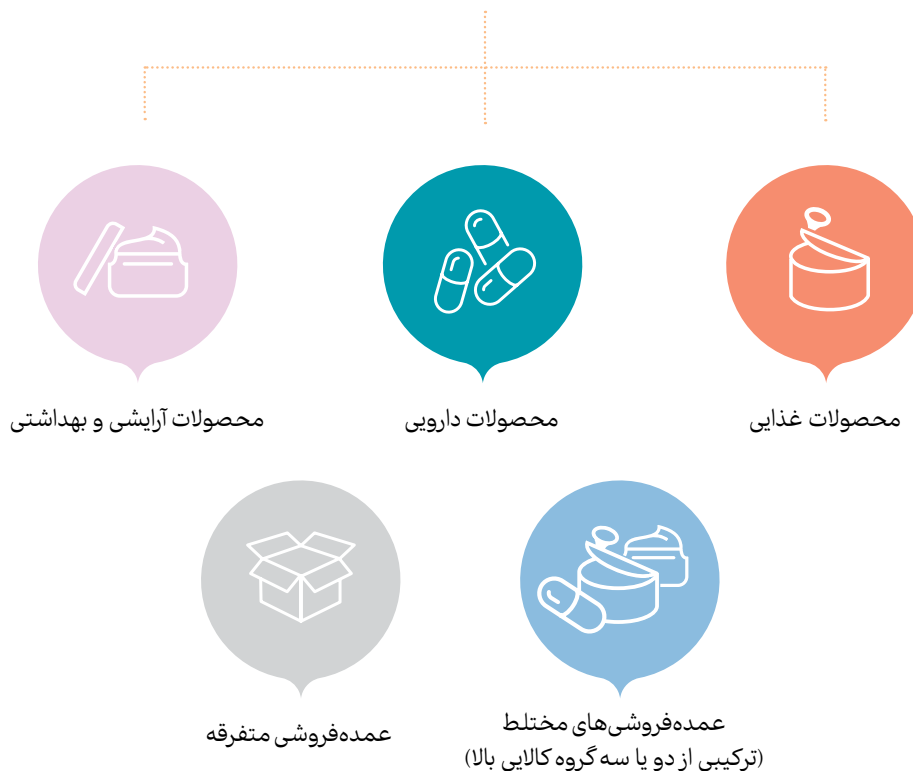 محصولات غذایی
محصولات دارویی
محصولات آرایشی و بهداشتی
عمده‌فروشی‌های مختلط
(ترکیبی از دو یا سه گروه کالایی بالا)
عمده‌فروشی متفرقه